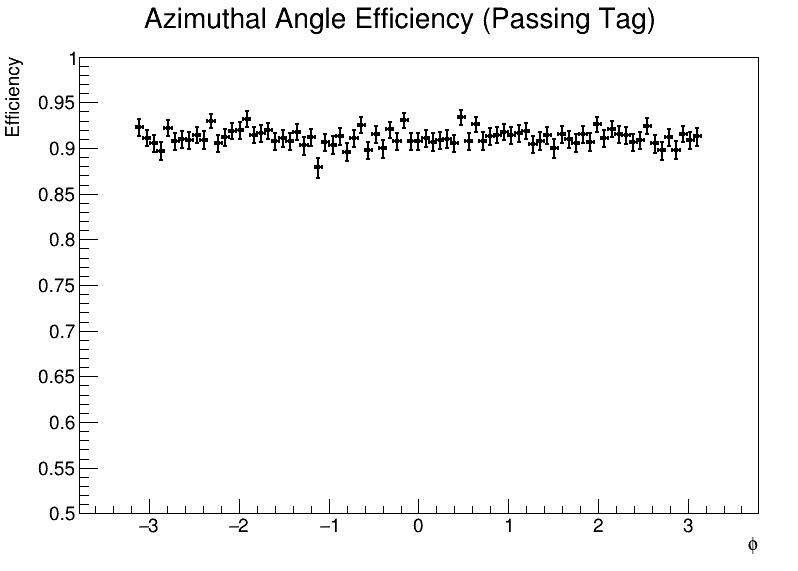 Azimuthal Angle Efficiency (Passing Tag)
Efficiency
1
0.95
0.9
0.85
0.8
0.75
0.7
0.65
0.6
0.55
0.5
−3 −2 −1 0 1 2 3
ϕ